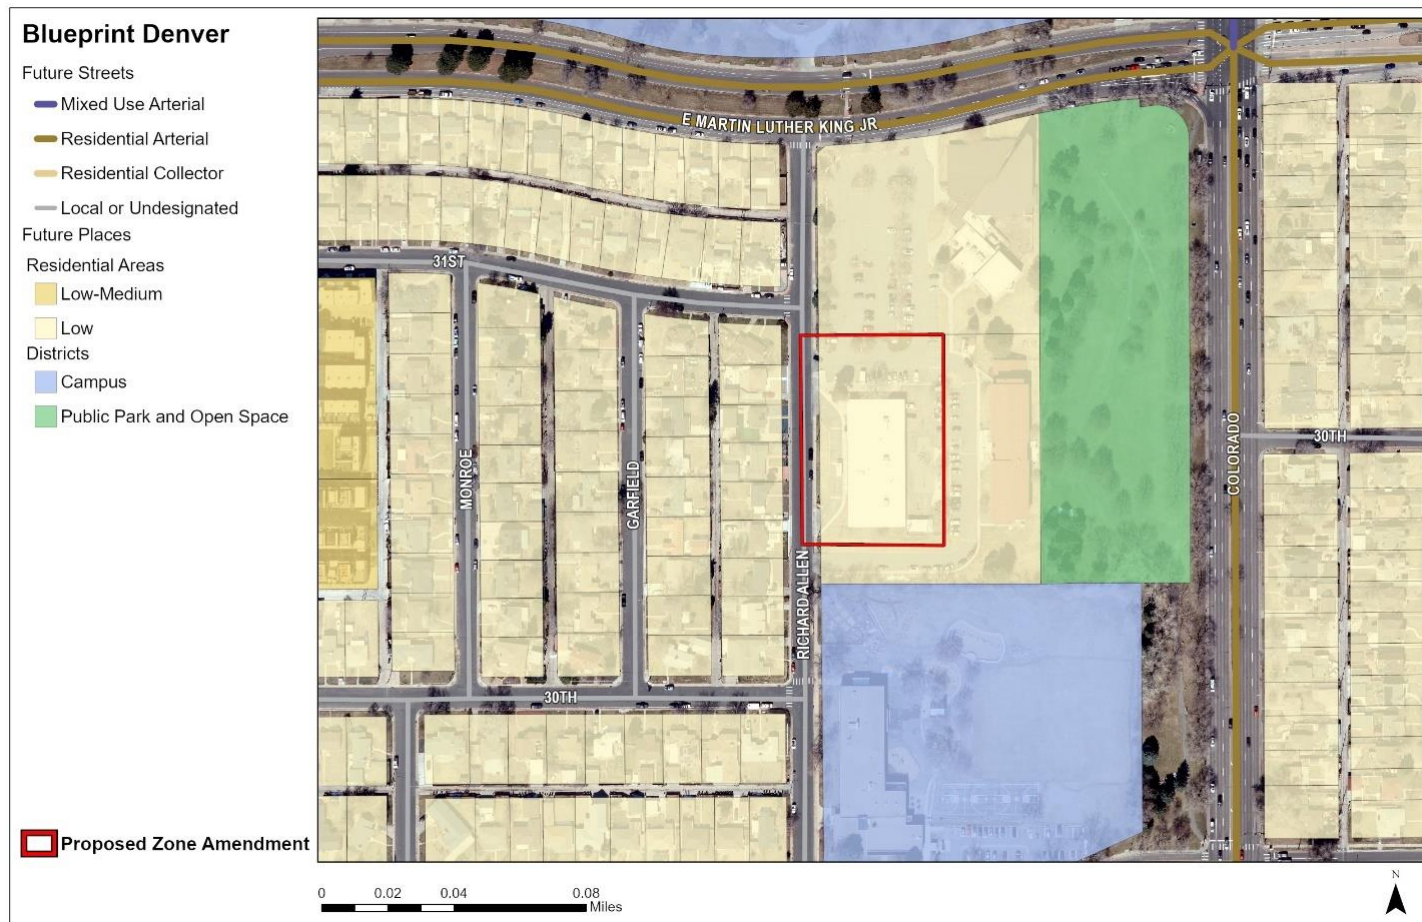 Blueprint Denver
Future Streets
Mixed Use Arterial
Residential Arterial
Residential Collector
Local or Undesignated
Future Places
Residential Areas
Low-Medium
Low
Districts
Campus
Public Park and Open Space
Proposed Zone Amendment
E MARTIN LUTHER KING JR
31ST
MONROE
GARFIELD
RICHARD ALLEN
COLORADO
30TH
30TH
0 0.02 0.04 0.08
Miles
N